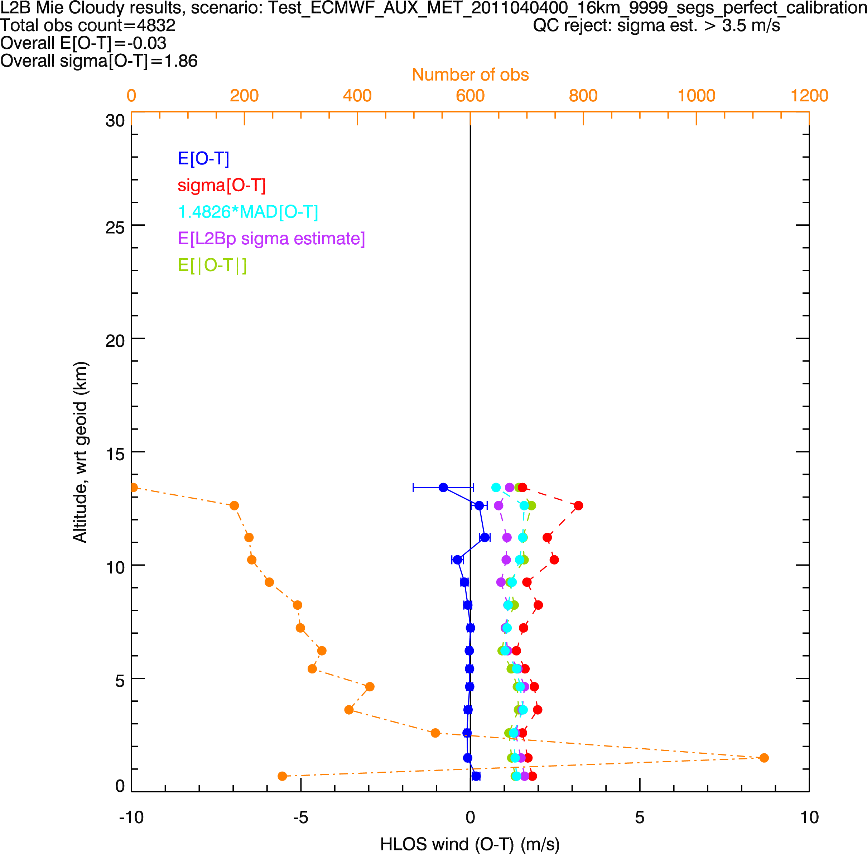 L2B Mie Cloudy results, scenario: Test_ECMWF_AUX_MET_2011040400_16km_9999_segs_perfect_calibration
Total obs count=4832 QC reject: sigma est. > 3.5 m/s
Overall E[O-T]=-0.03
Overall sigma[O-T]=1.86
Number of obs
0 200 400 600 800 1000 1200
30
E[O-T]
sigma[O-T]
1.4826*MAD[O-T]
25
E[L2Bp sigma estimate]
E[|O-T|]
20
Altitude, wrt geoid (km)
15
10
5
0
-10 -5 0 5 10
HLOS wind (O-T) (m/s)